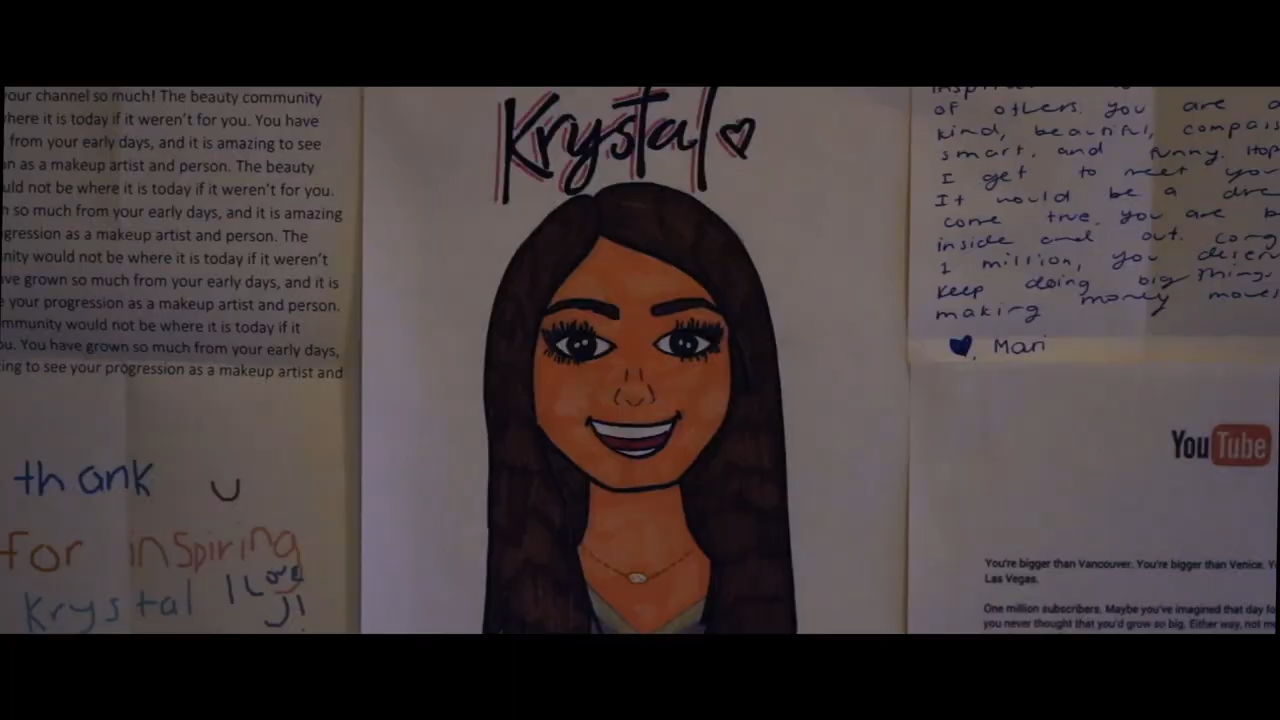 your channel so much! The beauty community
where it is today if it weren't for you. You have
from your early days, and it is amazing to see
as a makeup artist and person. The beauty
uld not be where it is today if it weren't for you.
so much from your early days, and it is amazing
gression as a makeup artist and person. The
nity would not be where it is today if it weren't
ve grown so much from your early days, and it is
e your progression as a makeup artist and person.
mmunity would not be where it is today if it
u. You have grown so much from your early days,
ing to see your progression as a makeup artist and
thank U
for inspiring
Krystal I Love
U!
Krystal
of others. you are a
kind, beautiful, compas
smart, and funny. Hop
I get to meet you
It would be a dre
come true. you are b
inside and out. cong
1 million, you deser
keep doing big things
making money moves
Mari
YouTube
You're bigger than Vancouver. You're bigger than Venice.
Las Vegas.
One million subscribers. Maybe you've imagined that day fo
you never thought that you'd grow so big. Either way, not m